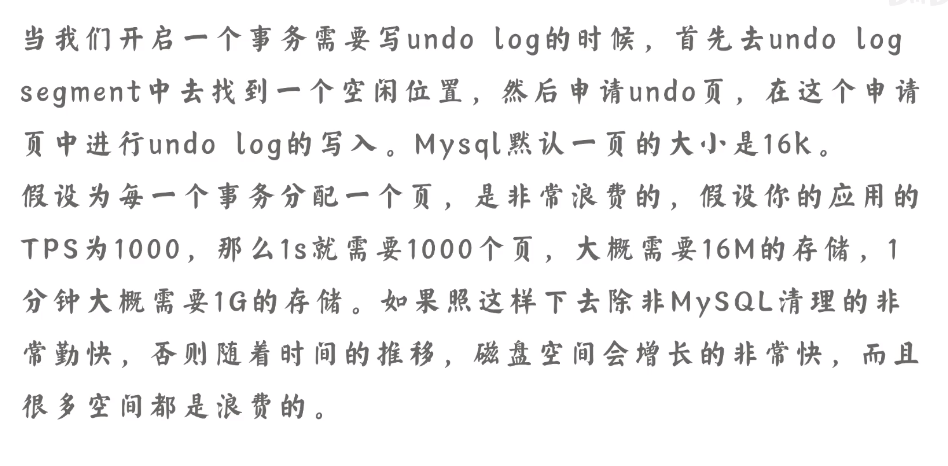 当我们开启一个事务需要写undo log的时候，首先去undo log
segment中去找到一个空闲位置，然后申请undo页，在这个申请
页中进行undo log的写入。Mysql默认一页的大小是16k。
假设为每一个事务分配一个页，是非常浪费的，假设你的应用的
TPS为1000，那么1s就需要1000个页，大概需要16M的存储，1
分钟大概需要1G的存储。如果照这样下去除非MySQL清理的非
常勤快，否则随着时间的推移，磁盘空间会增长的非常快，而且
很多空间都是浪费的。